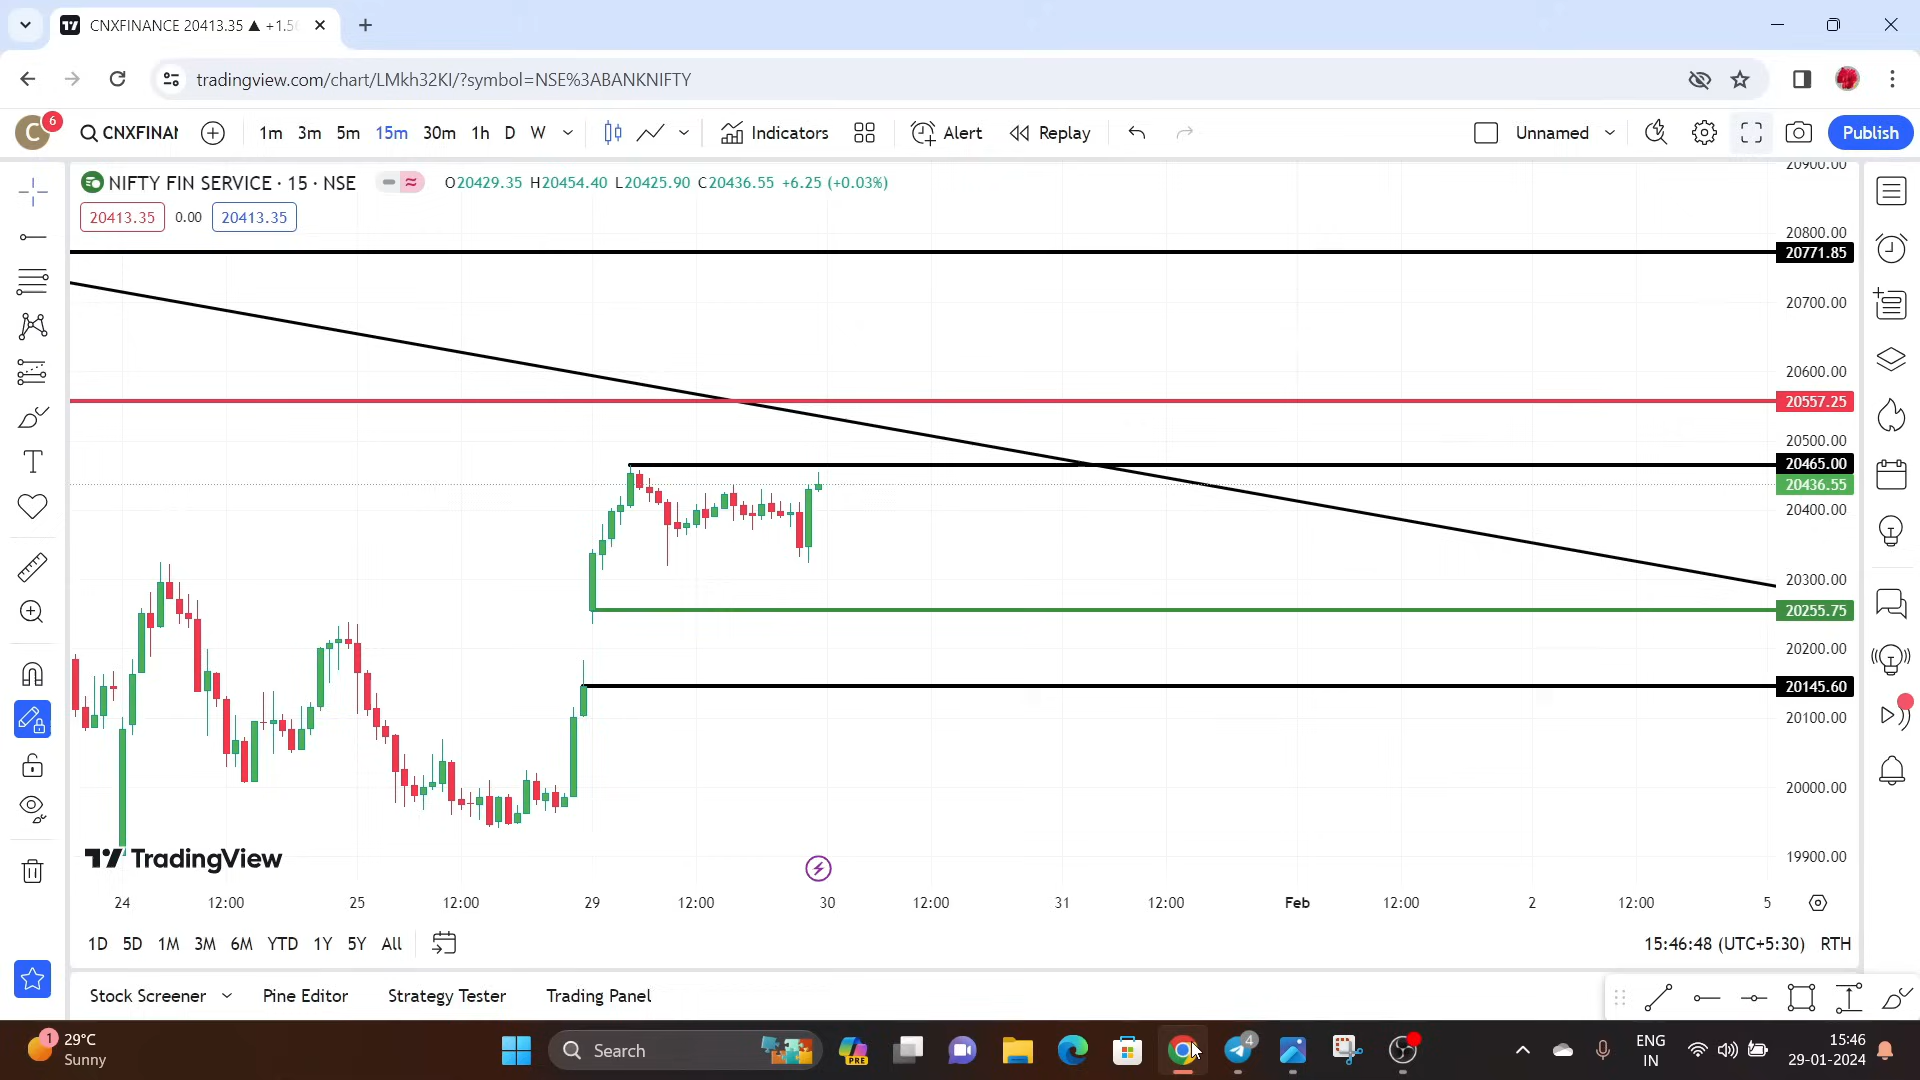 CNXFINANCE 20413.35 ▲ +1.5
tradingview.com/chart/LMkh32KI/?symbol=NSE%3ABANKNIFTY
C
6
CNXFINAN
1m 3m 5m 15m 30m 1h D W
Indicators
Alert
Replay
Unnamed
Publish
NIFTY FIN SERVICE · 15 · NSE
O20429.35 H20454.40 L20425.90 C20436.55 +6.25 (+0.03%)
20413.35 0.00 20413.35
20900.00
20800.00
20771.85
20700.00
20600.00
20557.25
20500.00
20465.00
20436.55
20400.00
20300.00
20255.75
20200.00
20145.60
20100.00
20000.00
19900.00
TradingView
24 12:00 25 12:00 29 12:00 30 12:00 31 12:00 Feb 12:00 2 12:00 5
1D 5D 1M 3M 6M YTD 1Y 5Y All
15:46:48 (UTC+5:30) RTH
Stock Screener Pine Editor Strategy Tester Trading Panel
1
29°C
Sunny
Search
PRE
4
ENG
IN
15:46
29-01-2024